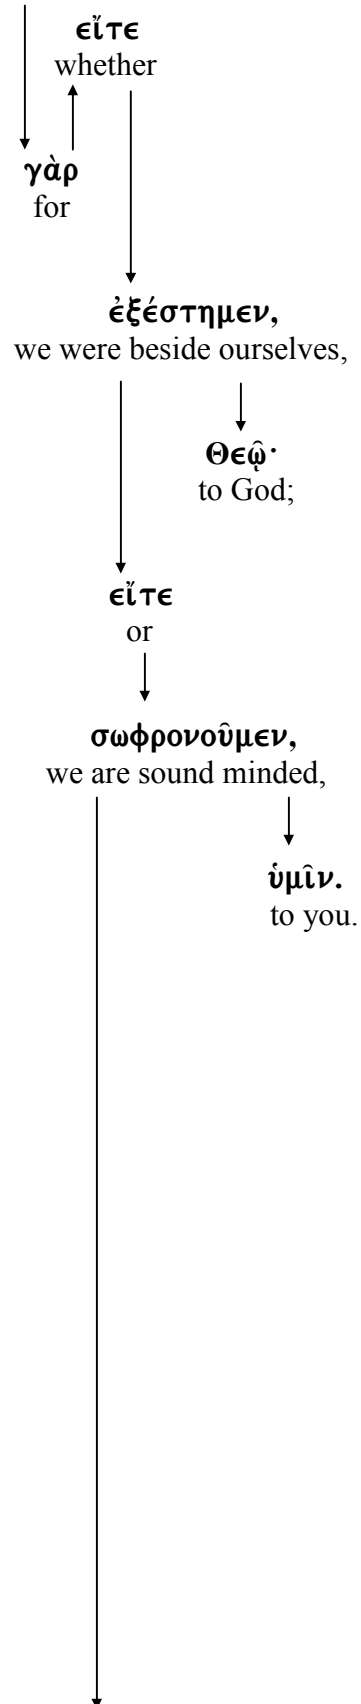 εἴτε
whether
γὰρ
for
ἐξέστημεν,
we were beside ourselves,
Θεῷ·
to God;
εἴτε
or
σωφρονοῦμεν,
we are sound minded,
ὑμῖν.
to you.